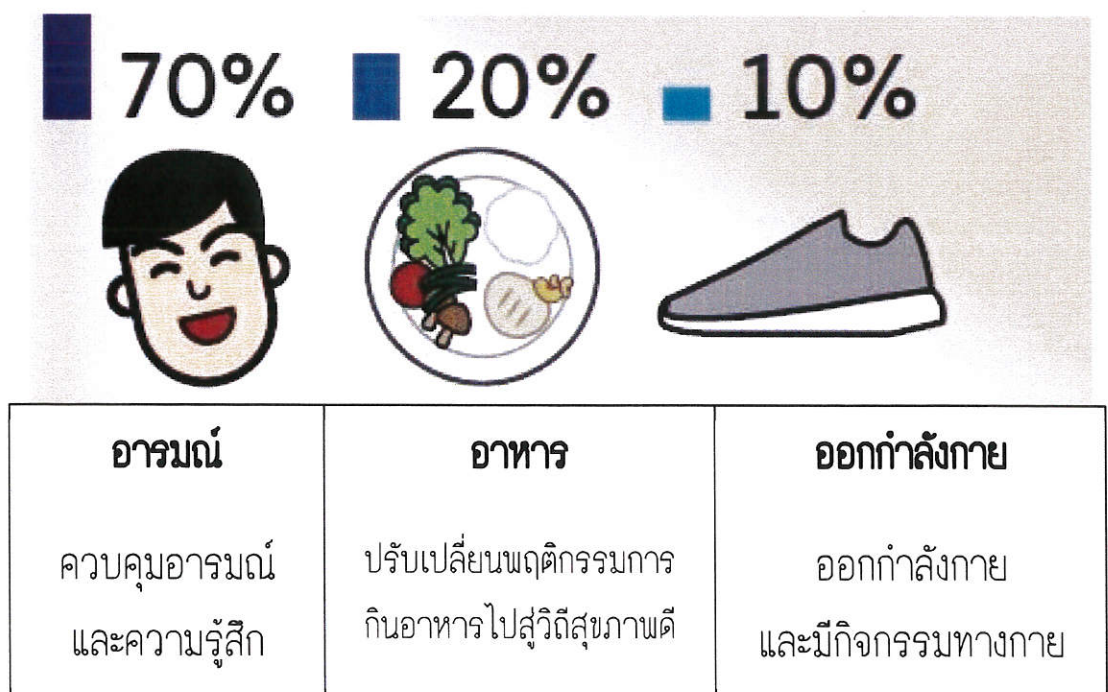 70% 20% 10%
อารมณ์
ควบคุมอารมณ์
และความรู้สึก
อาหาร
ปรับเปลี่ยนพฤติกรรมการ
กินอาหารไปสู่วิถีสุขภาพดี
ออกกำลังกาย
ออกกำลังกาย
และมีกิจกรรมทางกาย